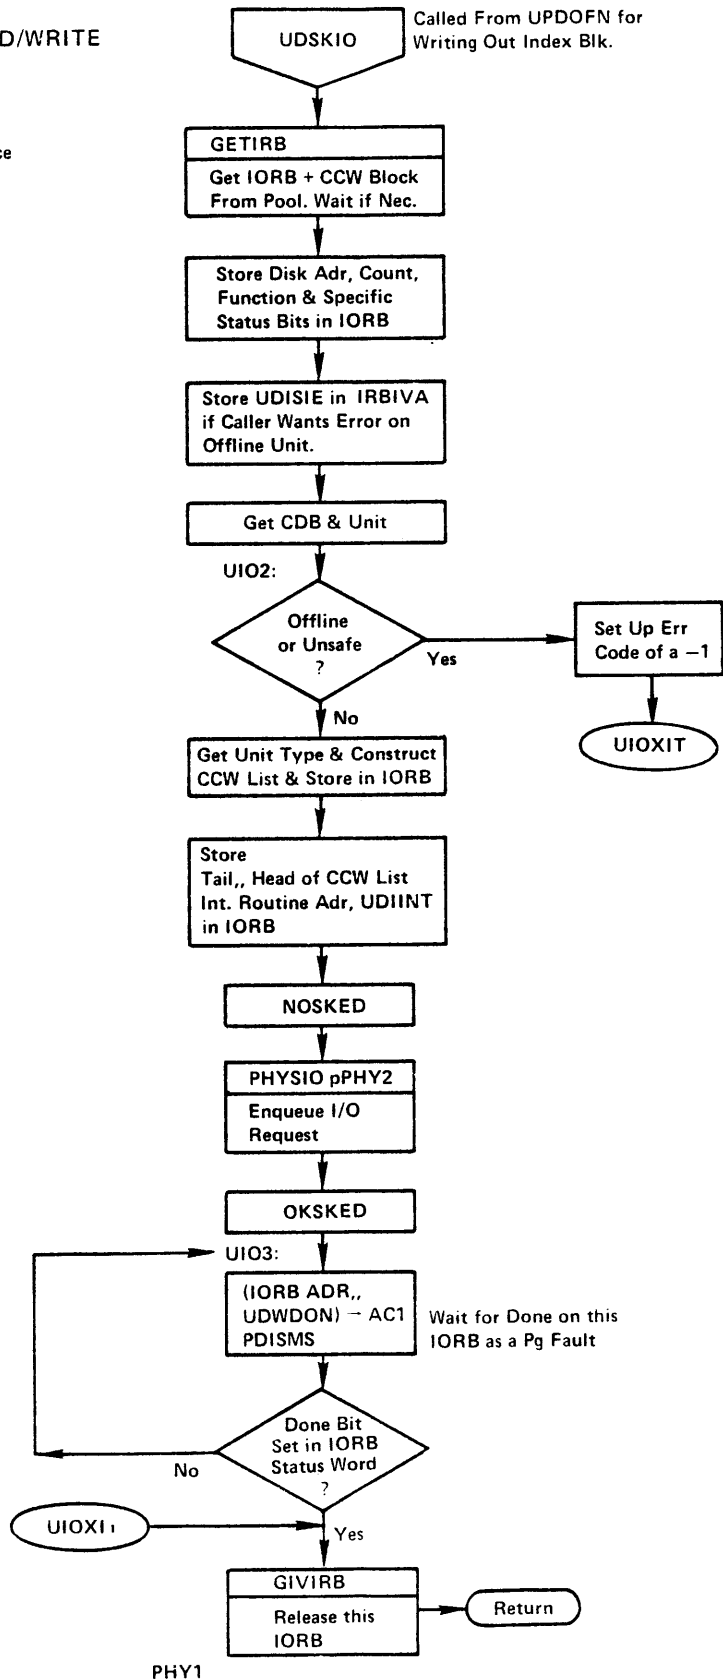 D/WRITE
UDSKIO
Called From UPDOFN for
Writing Out Index Blk.
ce
GETIRB
Get IORB + CCW Block
From Pool. Wait if Nec.
Store Disk Adr, Count,
Function & Specific
Status Bits in IORB
Store UDISIE in IRBIVA
if Caller Wants Error on
Offline Unit.
Get CDB & Unit
UIO2:
Offline
or Unsafe
?
Yes
Set Up Err
Code of a −1
UIOXIT
No
Get Unit Type & Construct
CCW List & Store in IORB
Store
Tail,, Head of CCW List
Int. Routine Adr, UDIINT
in IORB
NOSKED
PHYSIO pPHY2
Enqueue I/O
Request
OKSKED
UIO3:
(IORB ADR,,
UDWDON) → AC1
PDISMS
Wait for Done on this
IORB as a Pg Fault
Done Bit
Set in IORB
Status Word
?
No
Yes
GIVIRB
Release this
IORB
Return
PHY1